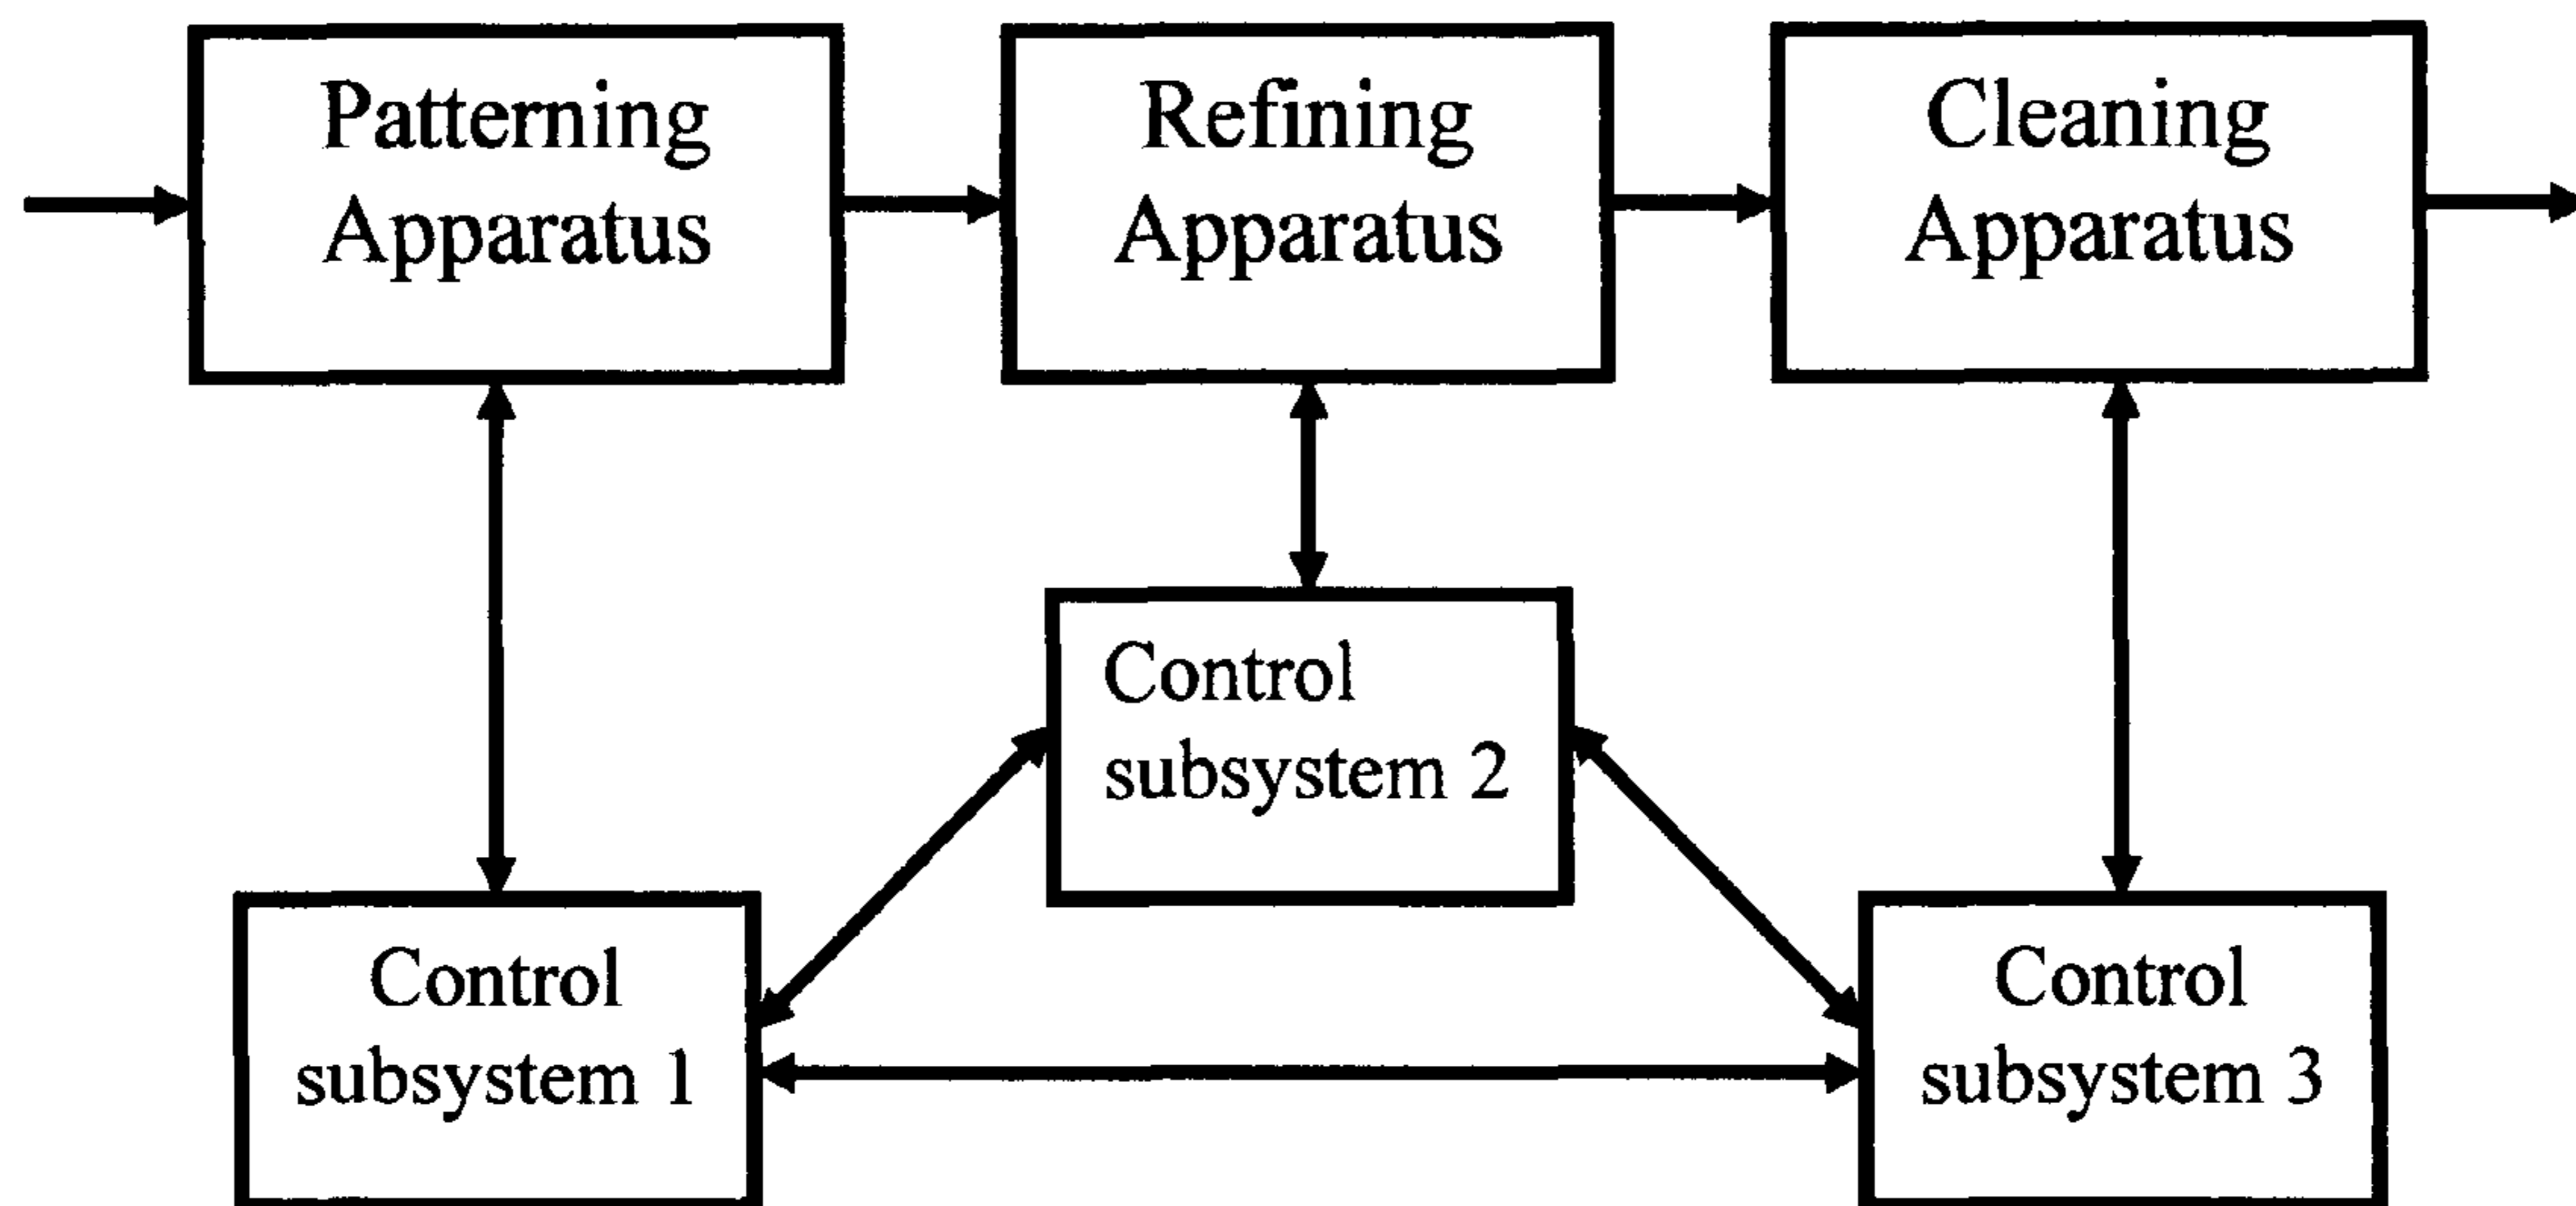 Patterning
Apparatus
Refining
Apparatus
Cleaning
Apparatus
Control
subsystem 2
Control
subsystem 1
Control
subsystem 3